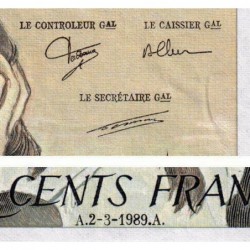 LE CONTROLEUR GAL LE CAISSIER GAL
LE SECRÉTAIRE GAL
CENTS FRAN
A.2-3-1989.A.